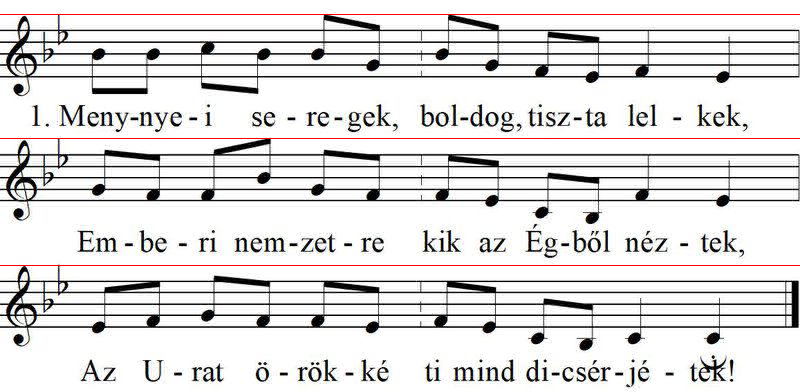 1. Meny-nye - i se - re - gek, bol-dog, tisz-ta lel - kek,
Em - be - ri nem-zet - re kik az Ég-ből néz - tek,
Az U - rat ö - rök - ké ti mind di-csér-jé - tek!